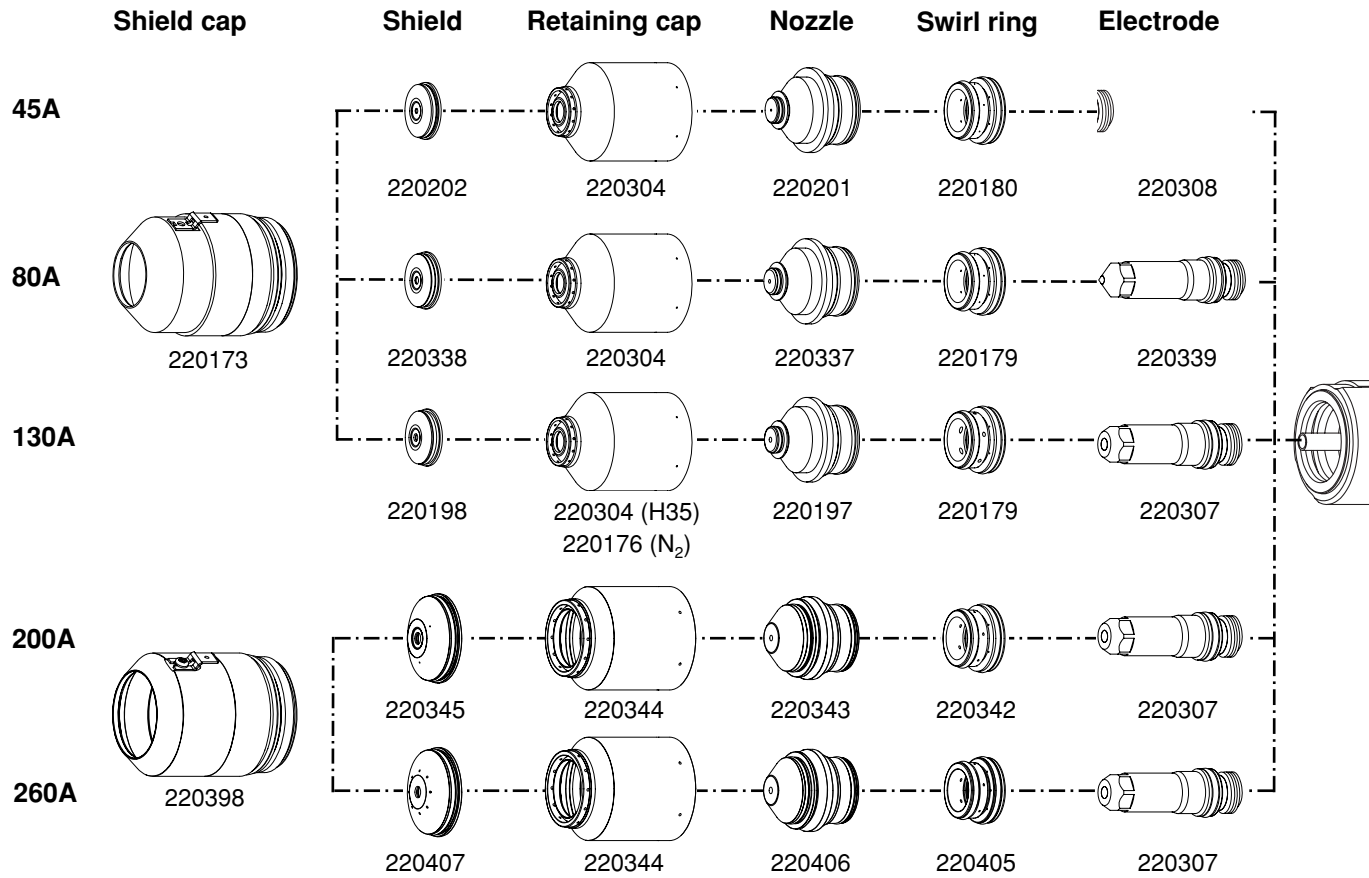 Shield cap Shield Retaining cap Nozzle Swirl ring Electrode
45A
220202 220304 220201 220180 220308
80A
220173 220338 220304 220337 220179 220339
130A
220198 220304 (H35) 220197 220179 220307
220176 (N₂)
200A
220345 220344 220343 220342 220307
260A
220398
220407 220344 220406 220405 220307